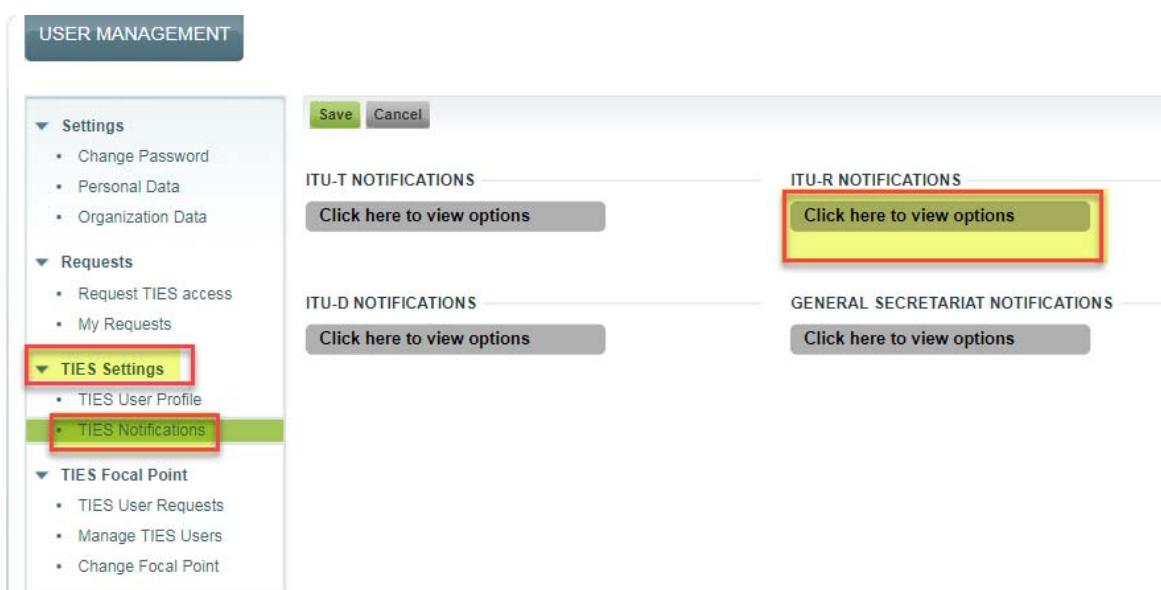 USER MANAGEMENT
Settings
Change Password
Personal Data
Organization Data
Requests
Request TIES access
My Requests
TIES Settings
TIES User Profile
TIES Notifications
TIES Focal Point
TIES User Requests
Manage TIES Users
Change Focal Point
Save Cancel
ITU-T NOTIFICATIONS
Click here to view options
ITU-R NOTIFICATIONS
Click here to view options
ITU-D NOTIFICATIONS
Click here to view options
GENERAL SECRETARIAT NOTIFICATIONS
Click here to view options